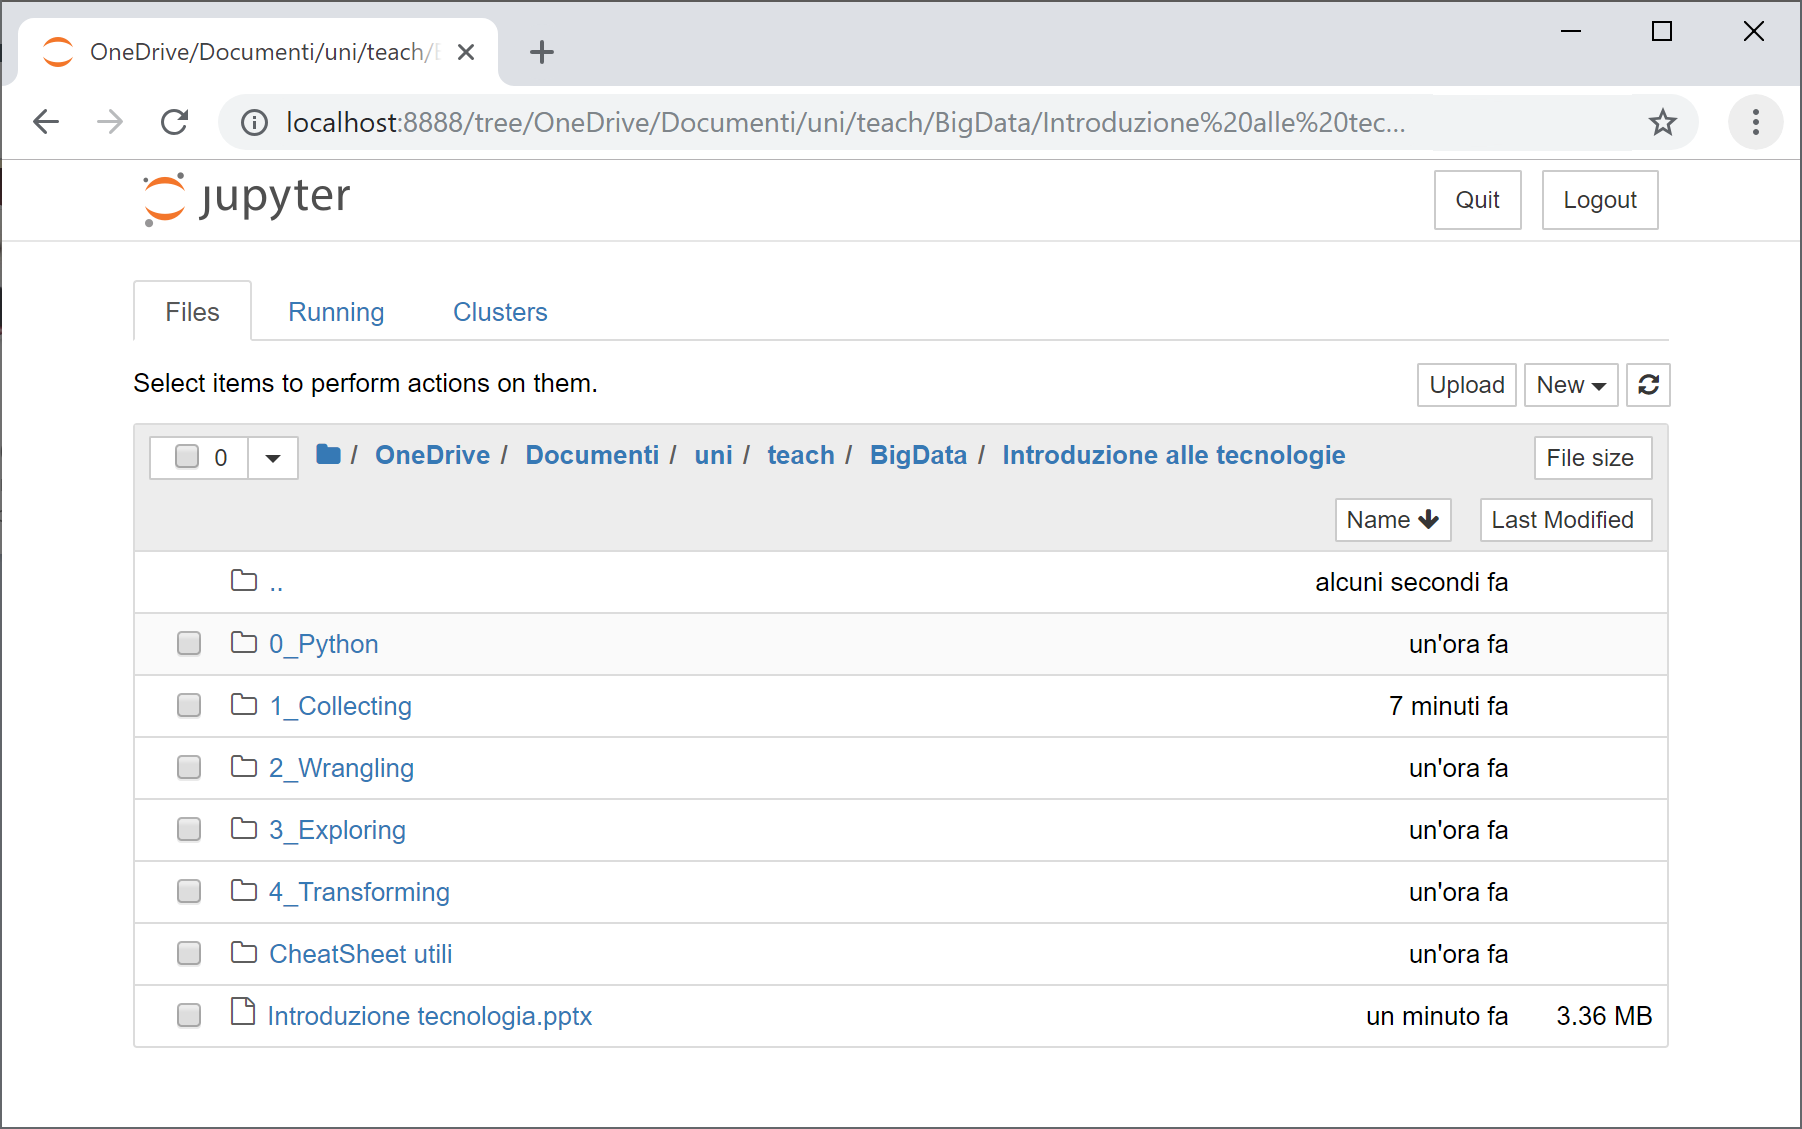 OneDrive/Documenti/uni/teach/
localhost:8888/tree/OneDrive/Documenti/uni/teach/BigData/Introduzione%20alle%20tec...
jupyter
Quit Logout
Files Running Clusters
Select items to perform actions on them.
Upload New
0 / OneDrive / Documenti / uni / teach / BigData / Introduzione alle tecnologie File size
Name Last Modified
.. alcuni secondi fa
0_Python un'ora fa
1_Collecting 7 minuti fa
2_Wrangling un'ora fa
3_Exploring un'ora fa
4_Transforming un'ora fa
CheatSheet utili un'ora fa
Introduzione tecnologia.pptx un minuto fa 3.36 MB